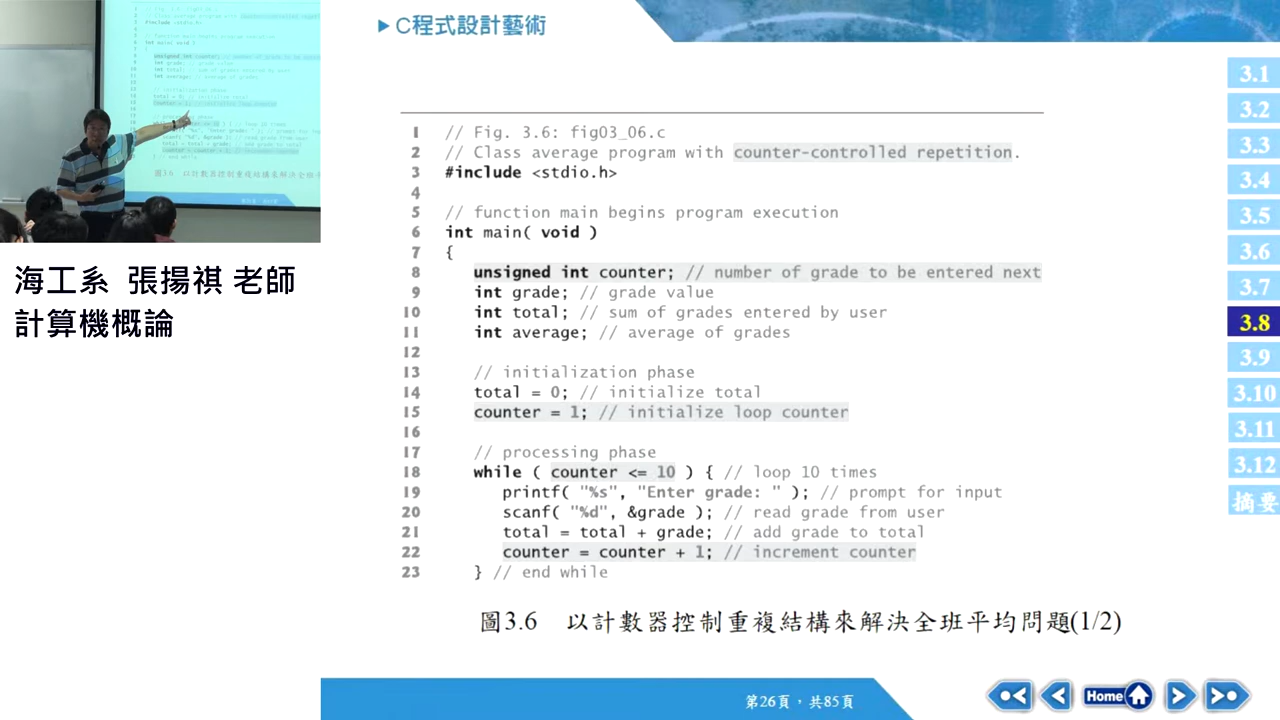 ▶C程式設計藝術
海工系 張揚祺 老師
計算機概論
1 // Fig. 3.6: fig03_06.c
2 // Class average program with counter-controlled repetition.
3 #include <stdio.h>
4
5 // function main begins program execution
6 int main( void )
7 {
8 unsigned int counter; // number of grade to be entered next
9 int grade; // grade value
10 int total; // sum of grades entered by user
11 int average; // average of grades
12
13 // initialization phase
14 total = 0; // initialize total
15 counter = 1; // initialize loop counter
16
17 // processing phase
18 while ( counter <= 10 ) { // loop 10 times
19 printf( "%s", "Enter grade: " ); // prompt for input
20 scanf( "%d", &grade ); // read grade from user
21 total = total + grade; // add grade to total
22 counter = counter + 1; // increment counter
23 } // end while
圖3.6 以計數器控制重複結構來解決全班平均問題(1/2)
3.1
3.2
3.3
3.4
3.5
3.6
3.7
3.8
3.9
3.10
3.11
3.12
摘要
第26頁，共85頁
Home